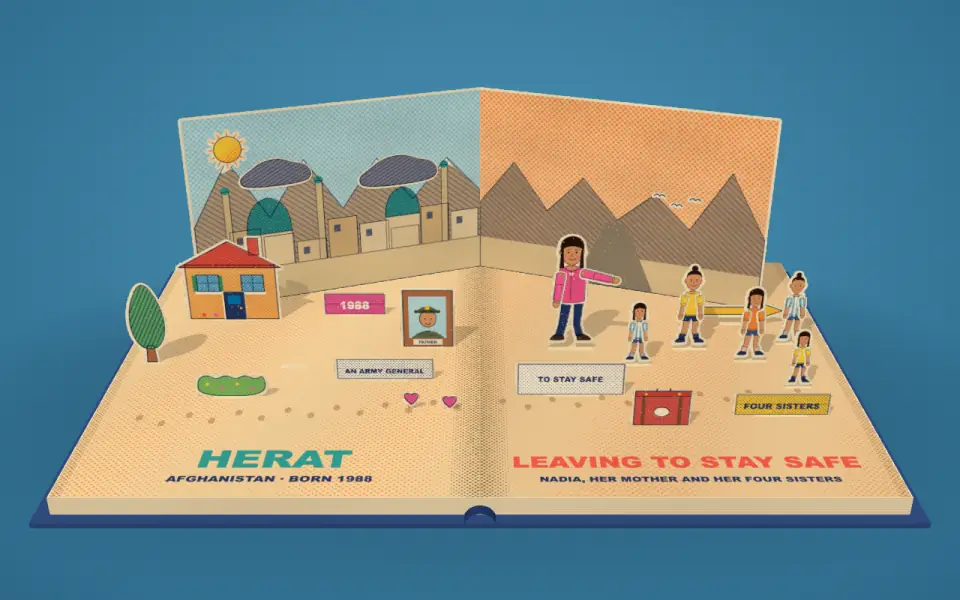 1988
FATHER
AN ARMY GENERAL
HERAT
AFGHANISTAN · BORN 1988
TO STAY SAFE
FOUR SISTERS
LEAVING TO STAY SAFE
NADIA, HER MOTHER AND HER FOUR SISTERS